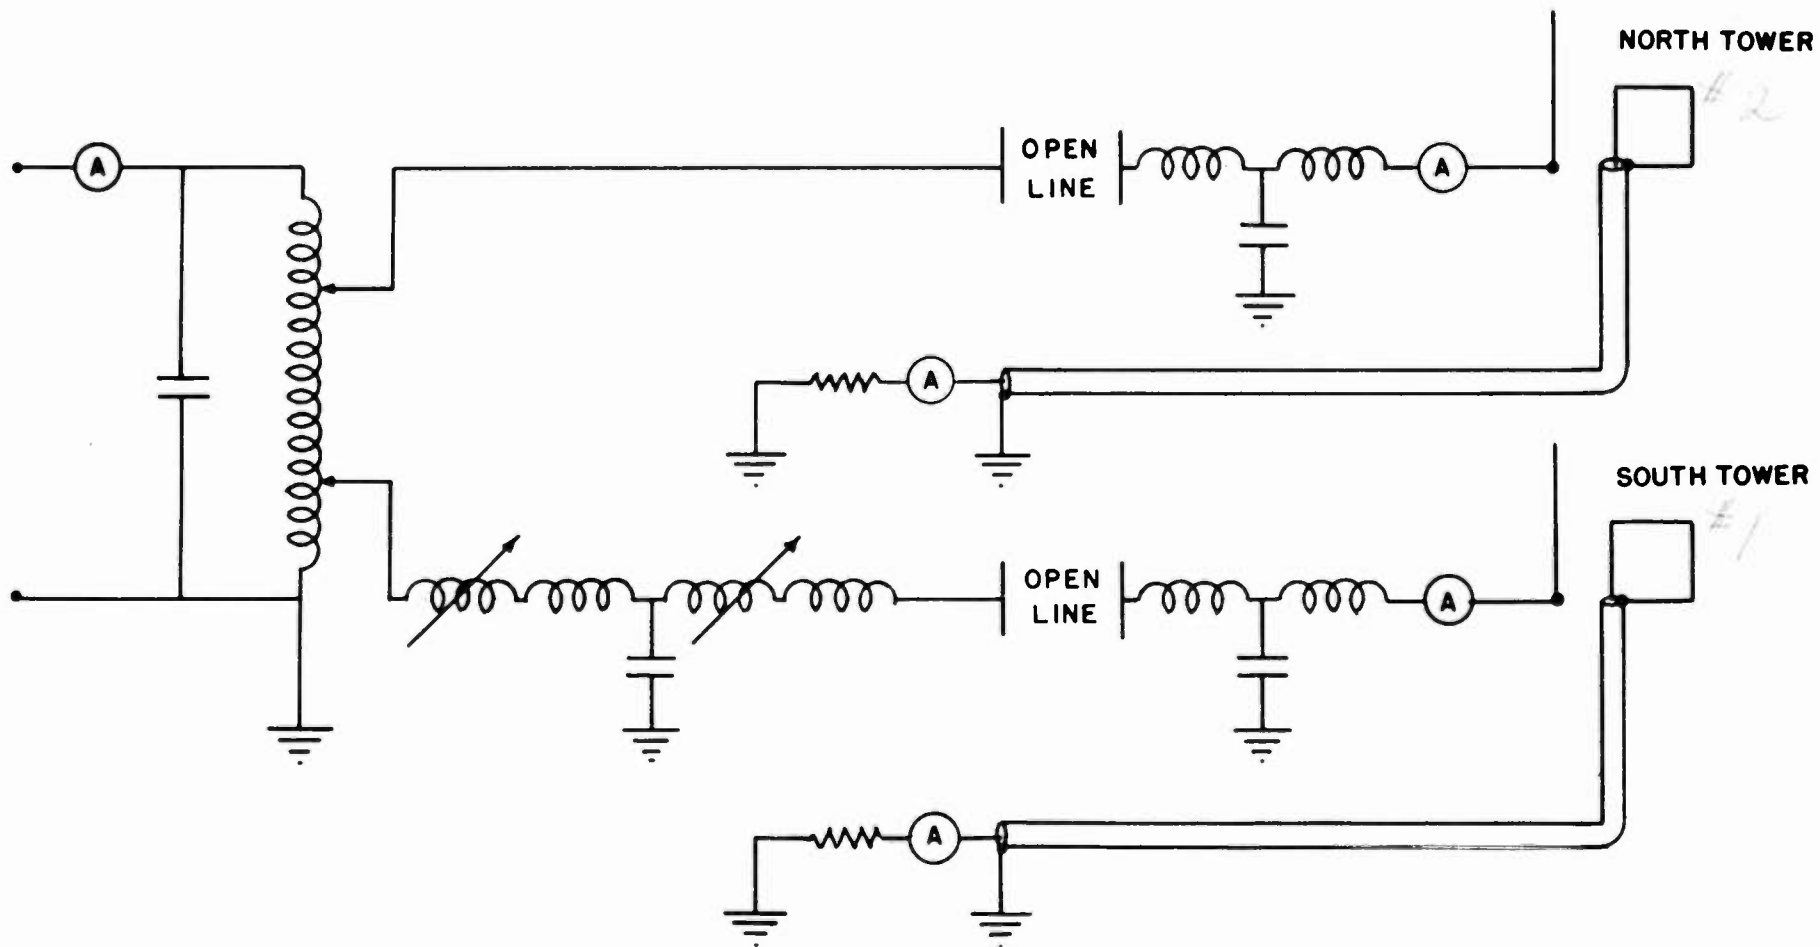 NORTH TOWER
# 2
A
OPEN
LINE
A
A
SOUTH TOWER
# 1
OPEN
LINE
A
A